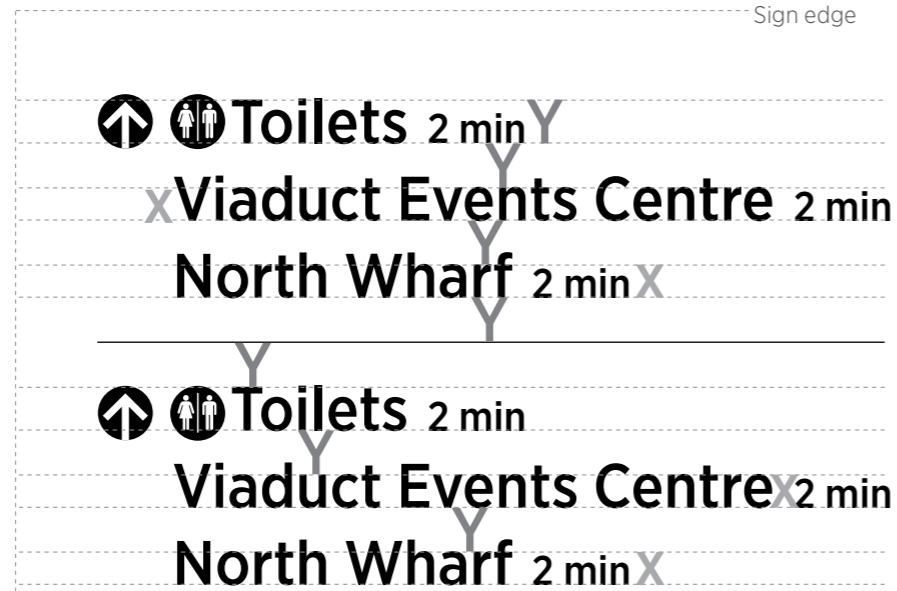 Sign edge
Toilets 2 min Y
Y
X Viaduct Events Centre 2 min
Y
North Wharf 2 min X
Y
Y
Toilets 2 min
Y
Viaduct Events Centre X 2 min
Y
North Wharf 2 min X